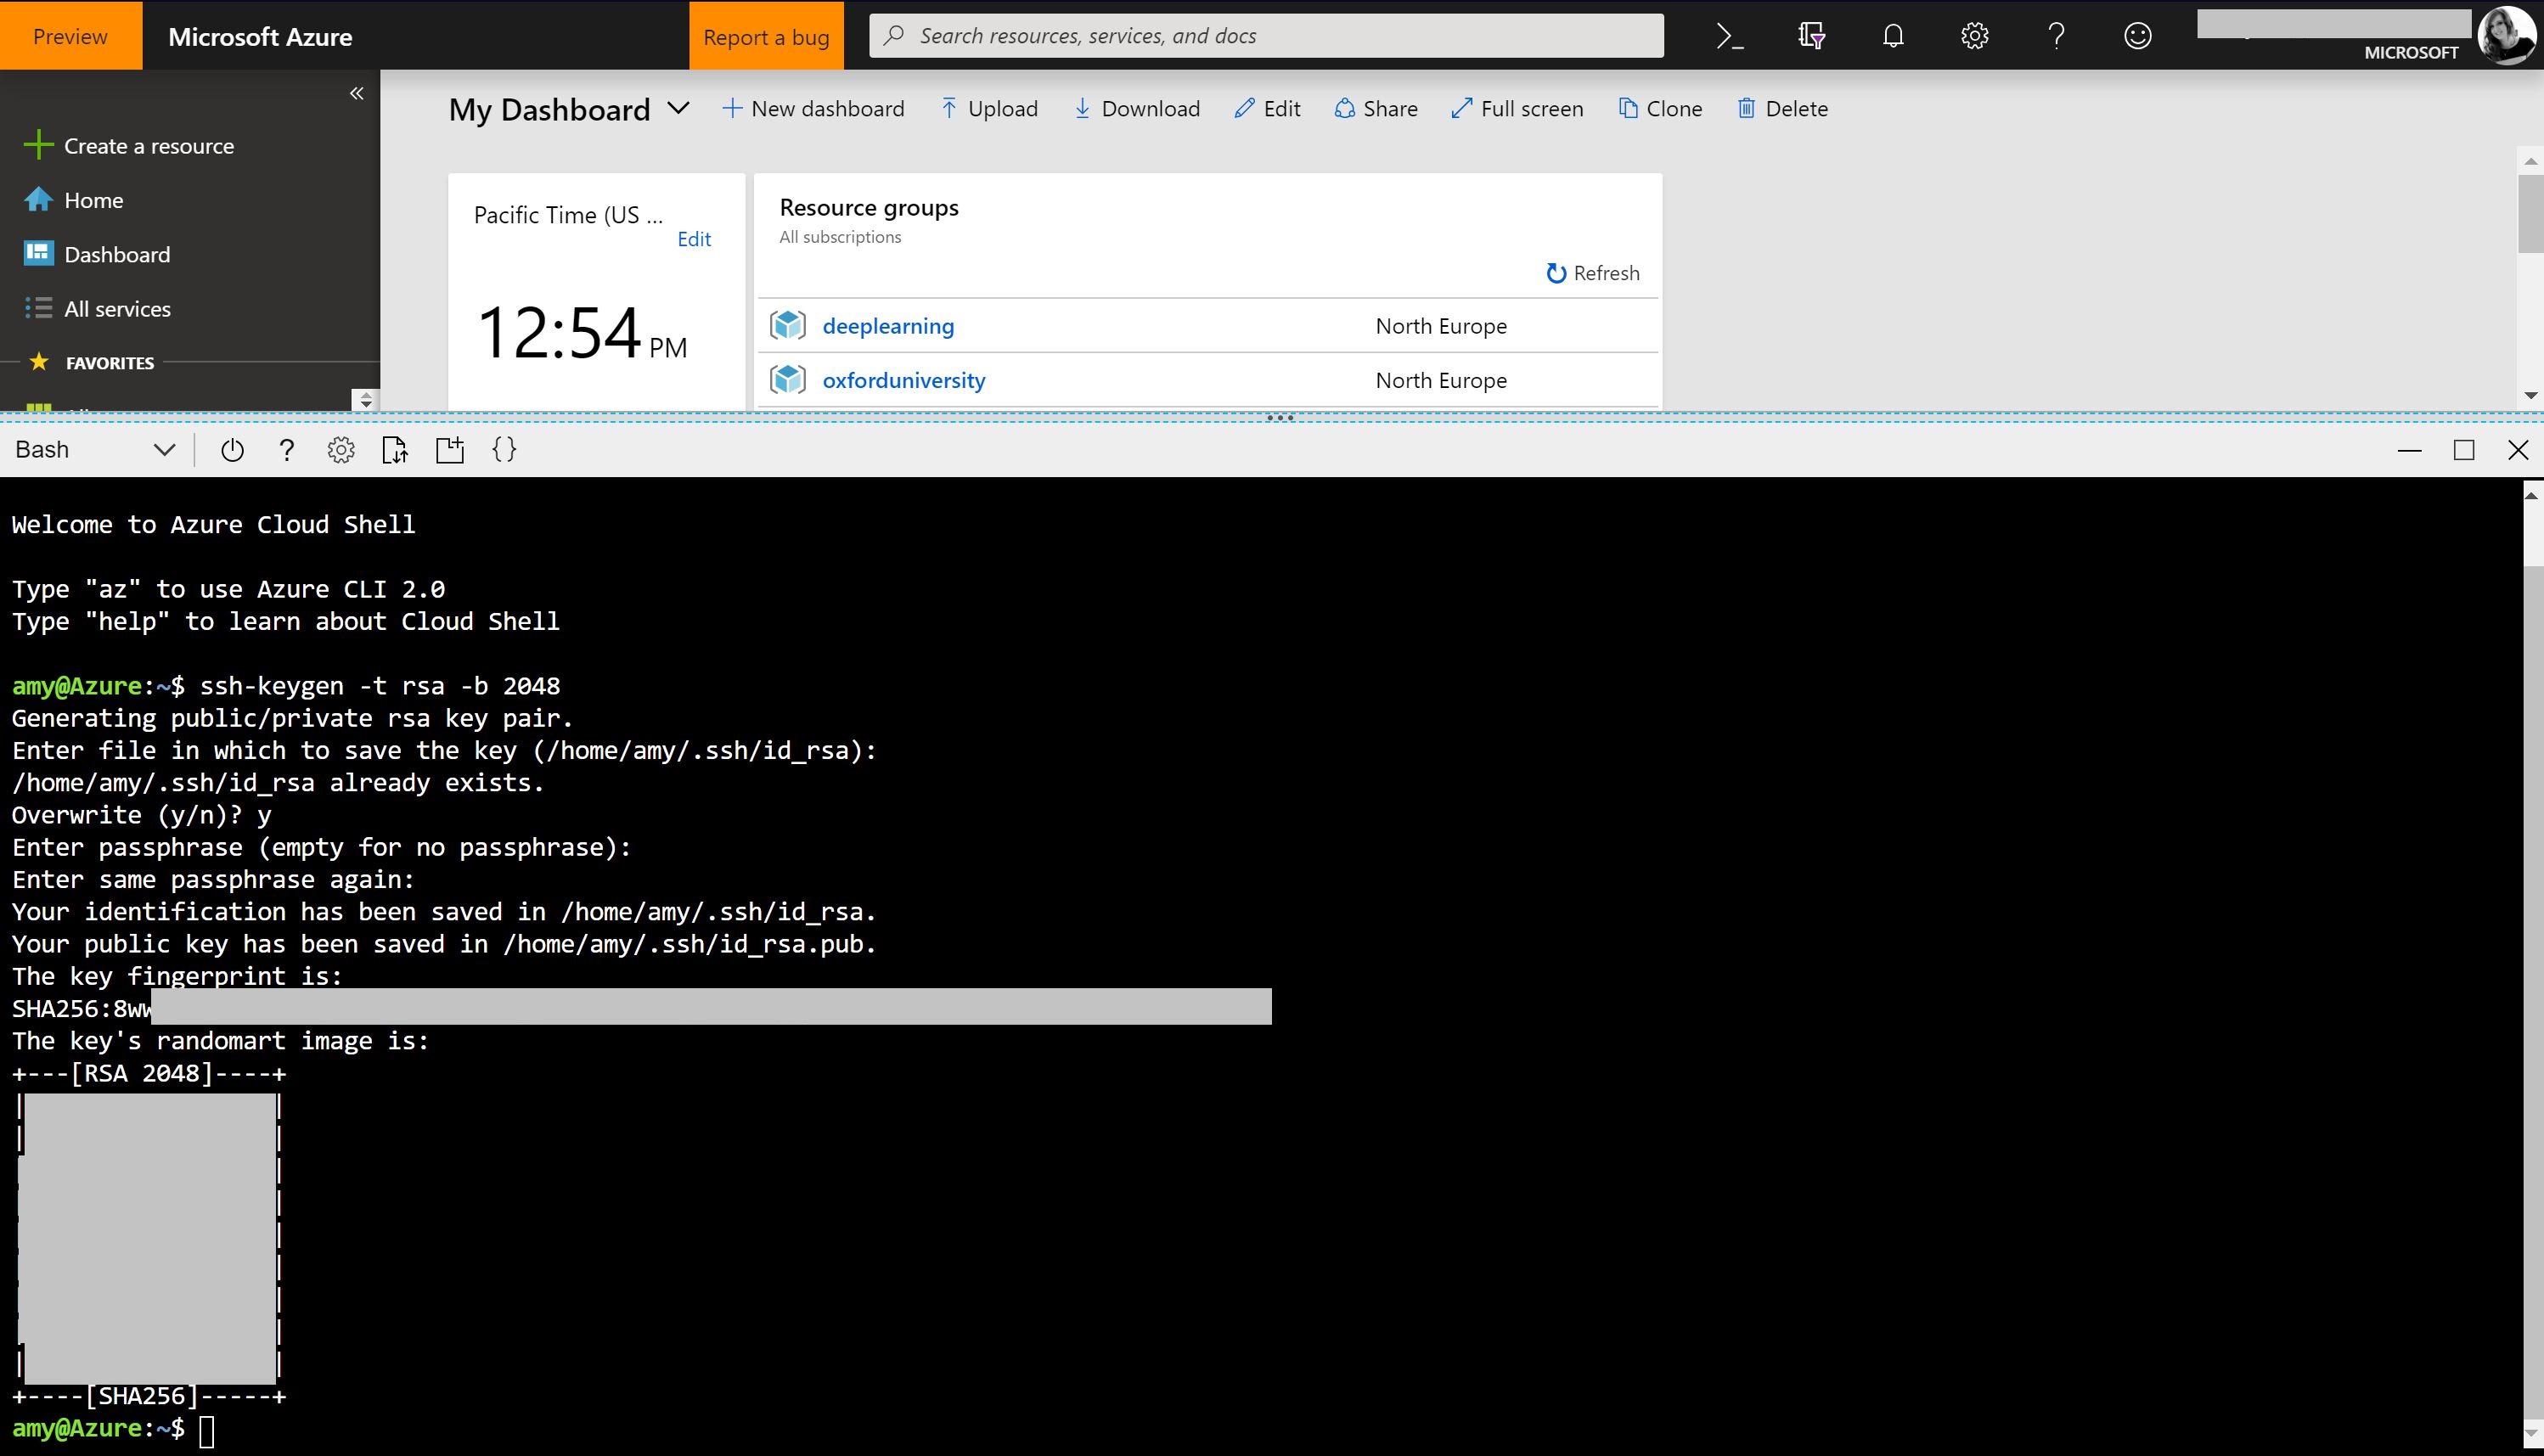 Preview
Microsoft Azure
Report a bug
Search resources, services, and docs
MICROSOFT
«
Create a resource
Home
Dashboard
All services
FAVORITES
My Dashboard
New dashboard
Upload
Download
Edit
Share
Full screen
Clone
Delete
Pacific Time (US ...
Edit
12:54 PM
Resource groups
All subscriptions
Refresh
deeplearning North Europe
oxforduniversity North Europe
Bash
Welcome to Azure Cloud Shell
Type "az" to use Azure CLI 2.0
Type "help" to learn about Cloud Shell
amy@Azure:~$ ssh-keygen -t rsa -b 2048
Generating public/private rsa key pair.
Enter file in which to save the key (/home/amy/.ssh/id_rsa):
/home/amy/.ssh/id_rsa already exists.
Overwrite (y/n)? y
Enter passphrase (empty for no passphrase):
Enter same passphrase again:
Your identification has been saved in /home/amy/.ssh/id_rsa.
Your public key has been saved in /home/amy/.ssh/id_rsa.pub.
The key fingerprint is:
SHA256:8ww
The key's randomart image is:
+---[RSA 2048]----+
+----[SHA256]-----+
amy@Azure:~$